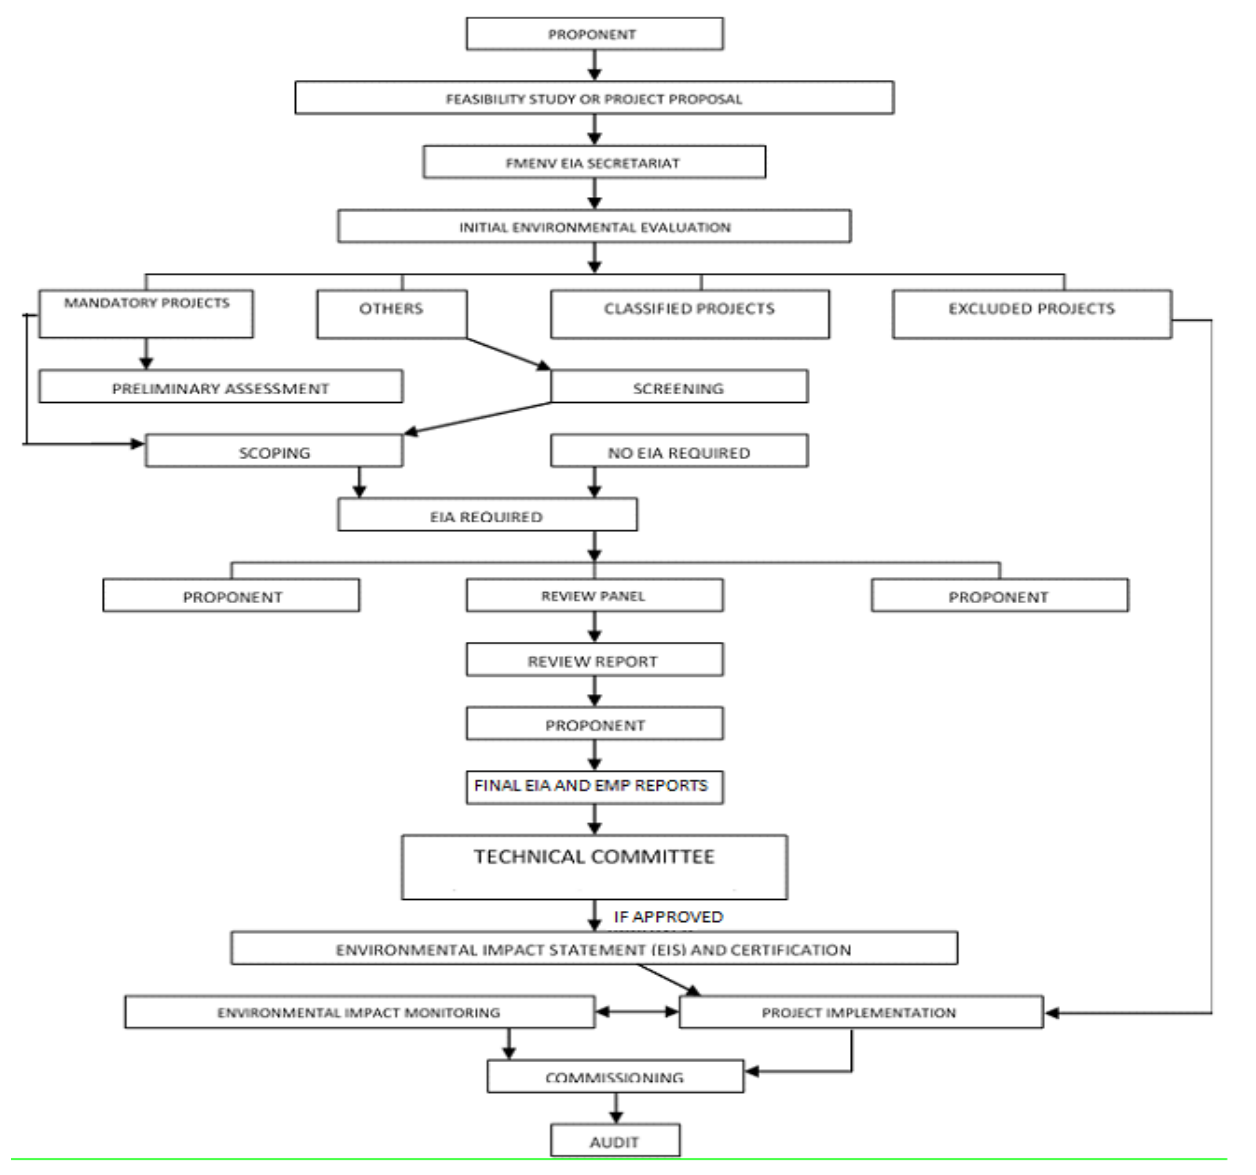 PROPONENT
FEASIBILITY STUDY OR PROJECT PROPOSAL
FMENV EIA SECRETARIAT
INITIAL ENVIRONMENTAL EVALUATION
MANDATORY PROJECTS
OTHERS
CLASSIFIED PROJECTS
EXCLUDED PROJECTS
PRELIMINARY ASSESSMENT
SCREENING
SCOPING
NO EIA REQUIRED
EIA REQUIRED
PROPONENT
REVIEW PANEL
PROPONENT
REVIEW REPORT
PROPONENT
FINAL EIA AND EMP REPORTS
TECHNICAL COMMITTEE
IF APPROVED
ENVIRONMENTAL IMPACT STATEMENT (EIS) AND CERTIFICATION
ENVIRONMENTAL IMPACT MONITORING
PROJECT IMPLEMENTATION
COMMISSIONING
AUDIT